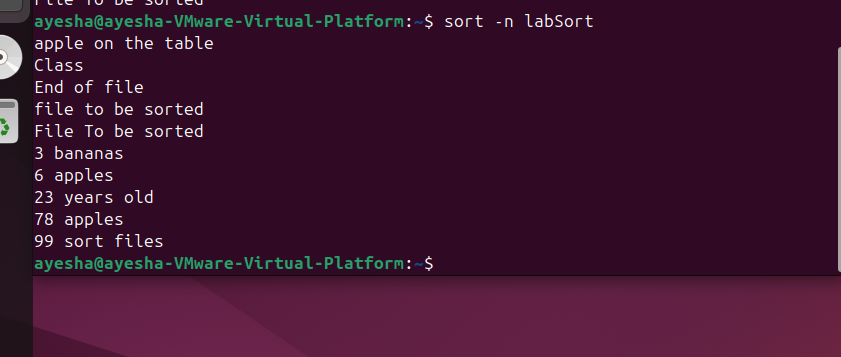 File To be sorted
ayesha@ayesha-VMware-Virtual-Platform:~$ sort -n labSort
apple on the table
Class
End of file
file to be sorted
File To be sorted
3 bananas
6 apples
23 years old
78 apples
99 sort files
ayesha@ayesha-VMware-Virtual-Platform:~$